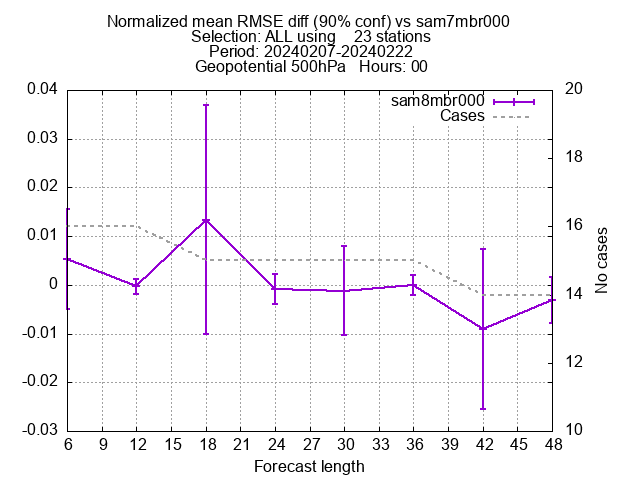 Normalized mean RMSE diff (90% conf) vs sam7mbr000
Selection: ALL using    23 stations
Period: 20240207-20240222
Geopotential 500hPa   Hours: 00
sam8mbr000
Cases
0.04
0.03
0.02
0.01
0
-0.01
-0.02
-0.03
20
18
16
14
12
10
No cases
6 9 12 15 18 21 24 27 30 33 36 39 42 45 48
Forecast length